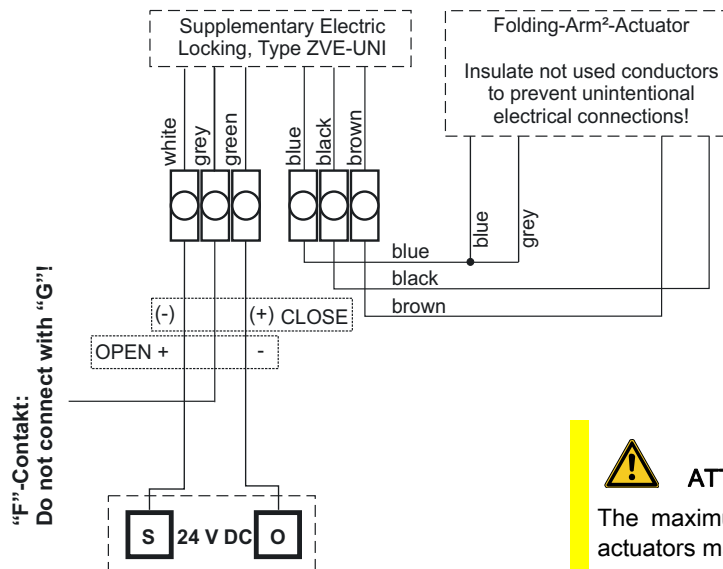 Supplementary Electric
Locking, Type ZVE-UNI
Folding-Arm²-Actuator
Insulate not used conductors
to prevent unintentional
electrical connections!
white
grey
green
blue
black
brown
blue
grey
blue
black
brown
(-)
(+) CLOSE
OPEN +
-
"F"-Contakt:
Do not connect with "G"!
S
24 V DC
O
The
actuators